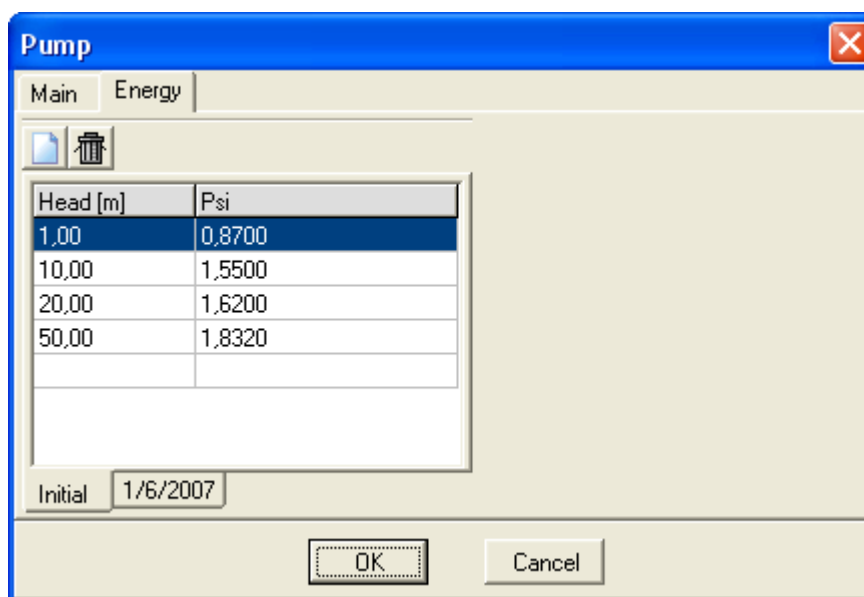 Pump
Main Energy
Head [m] Psi
1,00 0,8700
10,00 1,5500
20,00 1,6200
50,00 1,8320
Initial 1/6/2007
OK Cancel